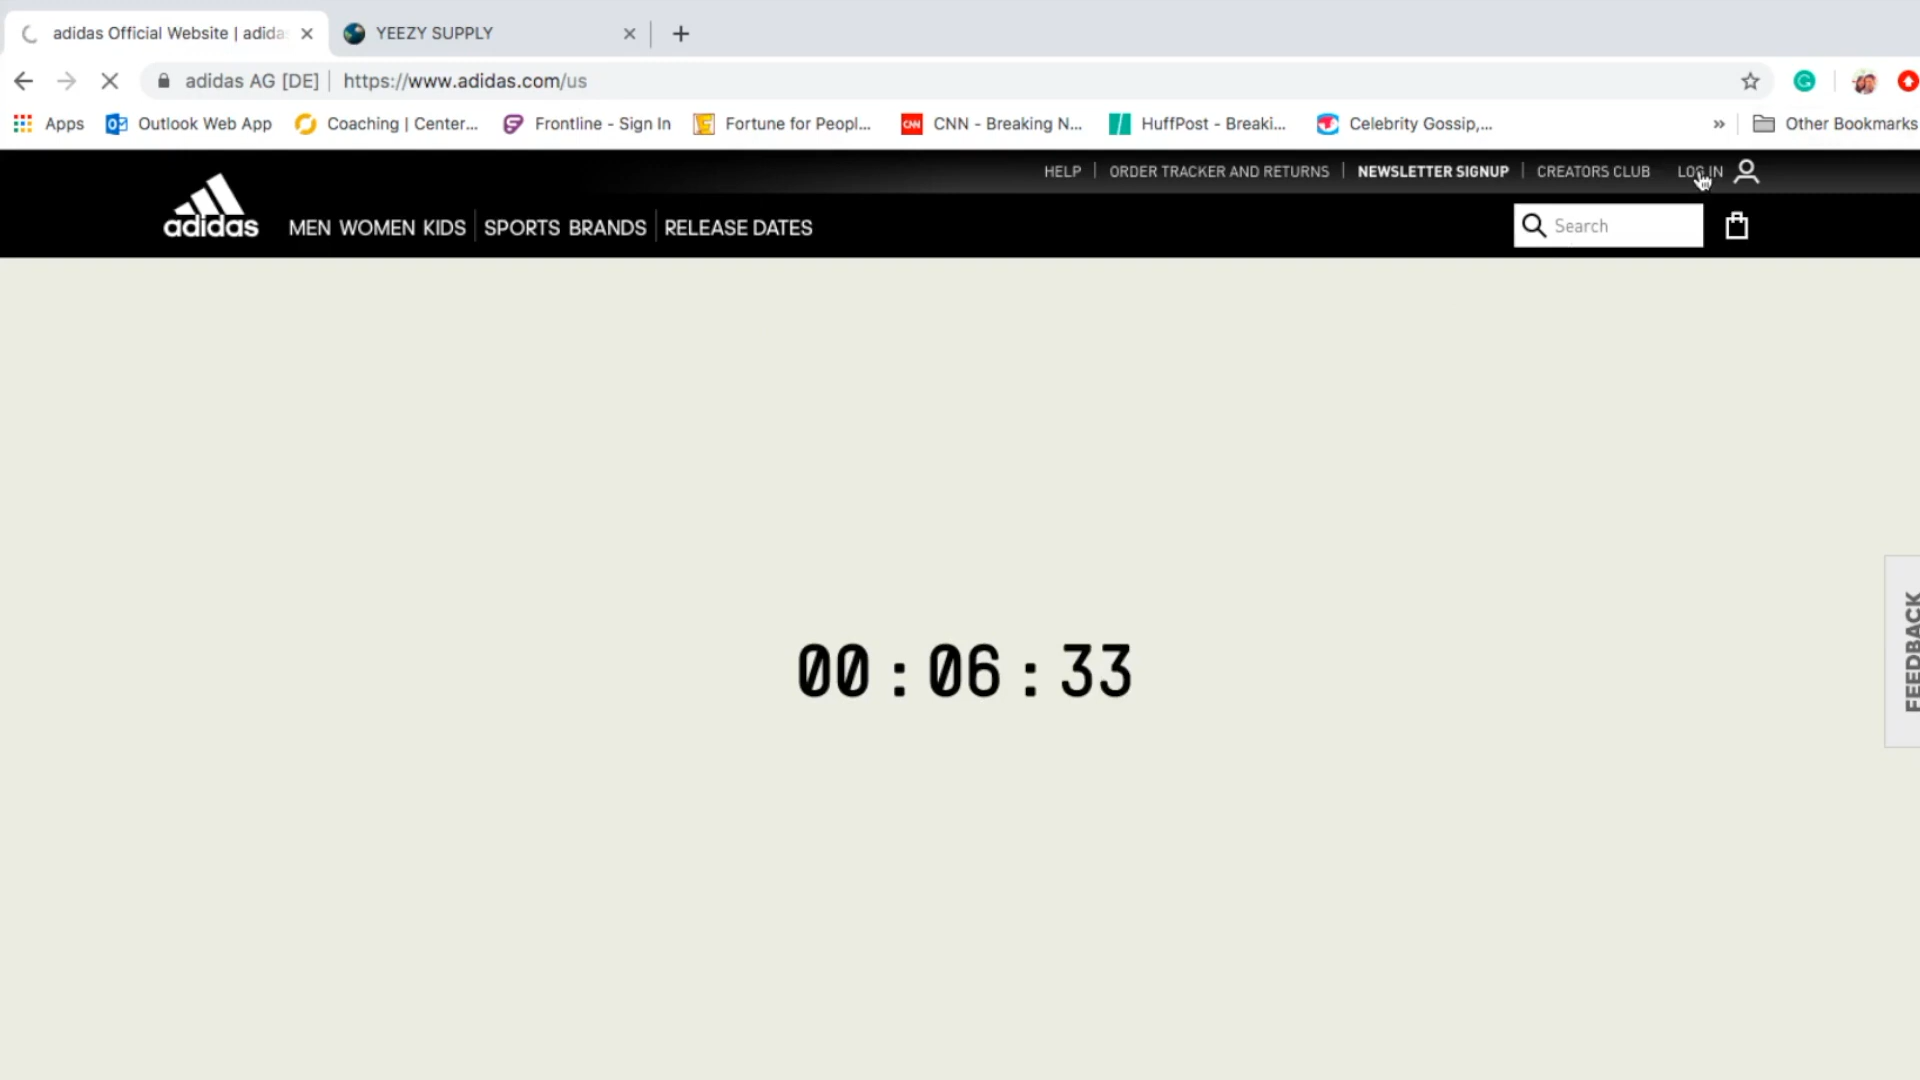 adidas Official Website | adida
YEEZY SUPPLY
adidas AG [DE] | https://www.adidas.com/us
Apps
Outlook Web App
Coaching | Center...
Frontline - Sign In
Fortune for Peopl...
CNN - Breaking N...
HuffPost - Breaki...
Celebrity Gossip,...
»
Other Bookmarks
HELP | ORDER TRACKER AND RETURNS | NEWSLETTER SIGNUP | CREATORS CLUB LOG IN
adidas
MEN WOMEN KIDS | SPORTS BRANDS | RELEASE DATES
Search
00 : 06 : 33
FEEDBACK